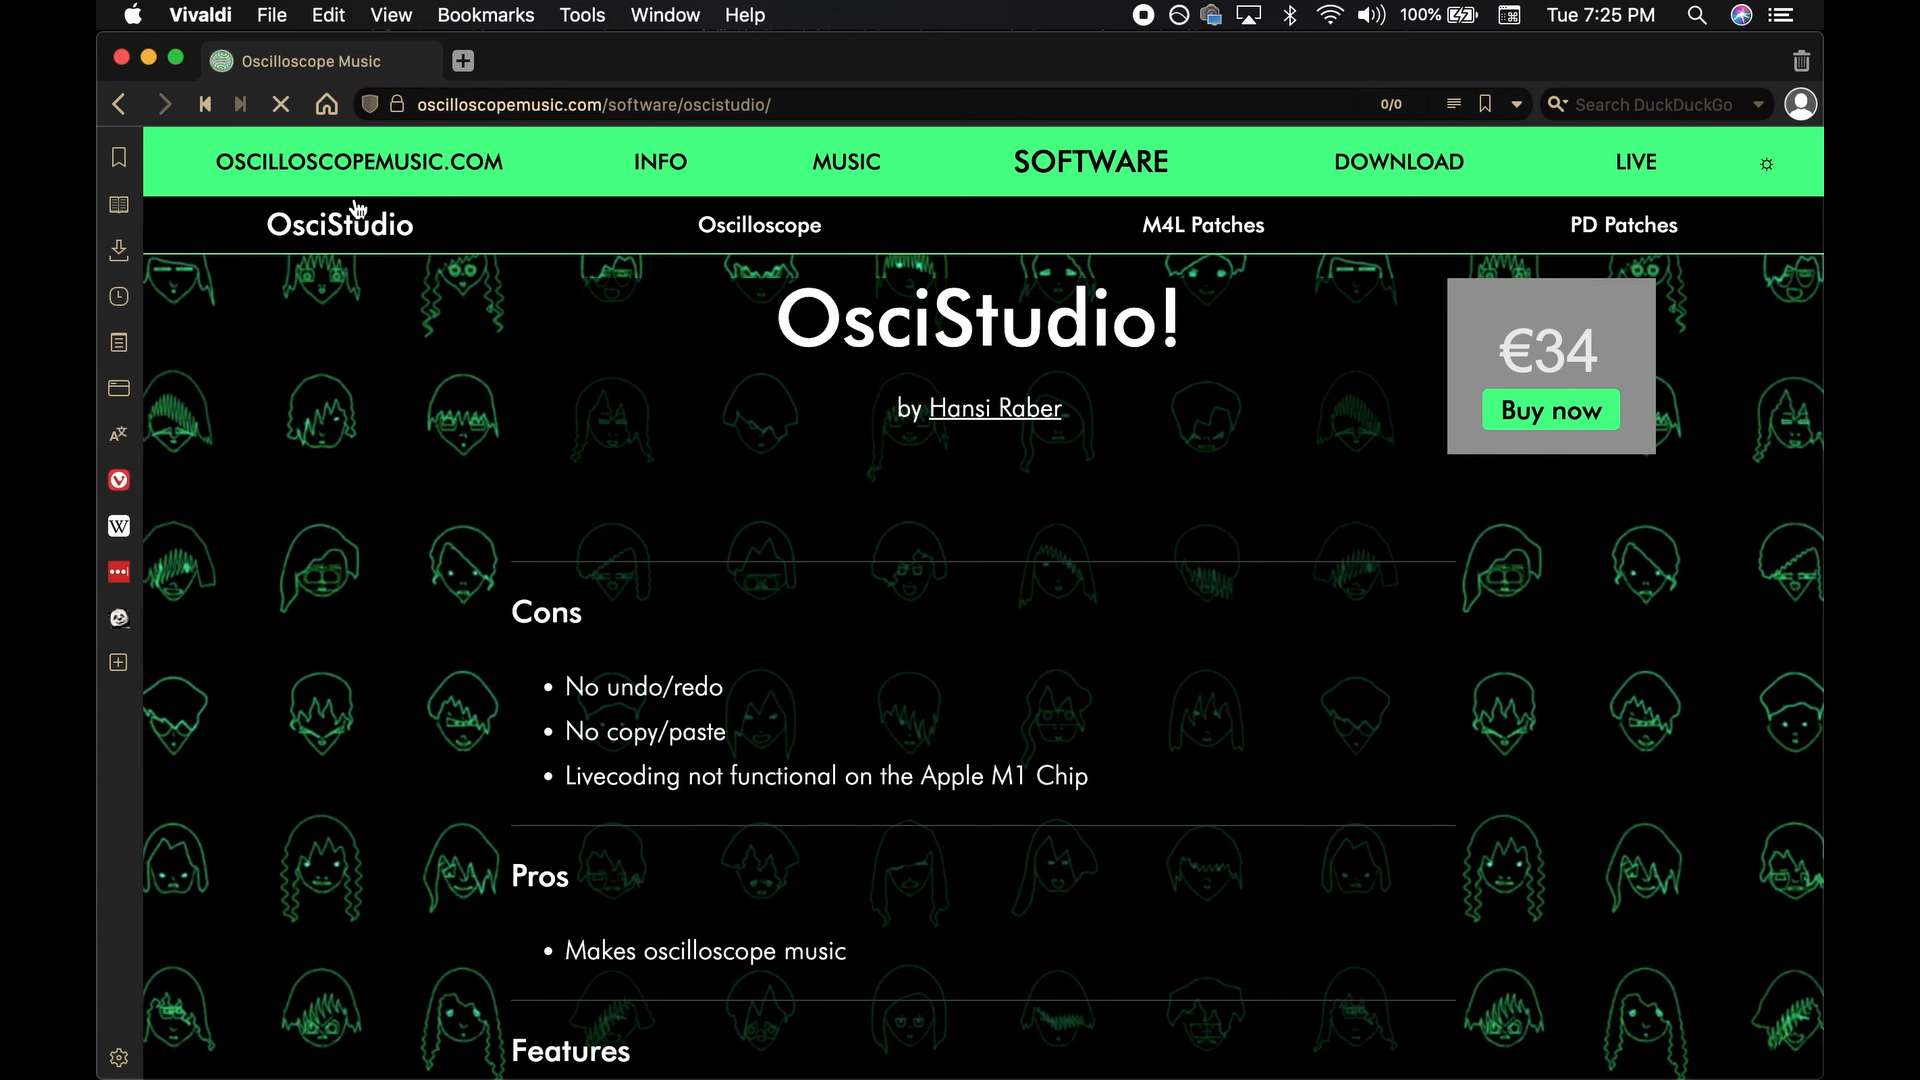 Vivaldi File Edit View Bookmarks Tools Window Help 100% Tue 7:25 PM
Oscilloscope Music
oscilloscopemusic.com/software/oscistudio/ 0/0 Search DuckDuckGo
OSCILLOSCOPEMUSIC.COM INFO MUSIC SOFTWARE DOWNLOAD LIVE
OsciStudio Oscilloscope M4L Patches PD Patches
OsciStudio!
€34
by Hansi Raber
Buy now
Cons
• No undo/redo
• No copy/paste
• Livecoding not functional on the Apple M1 Chip
Pros
• Makes oscilloscope music
Features